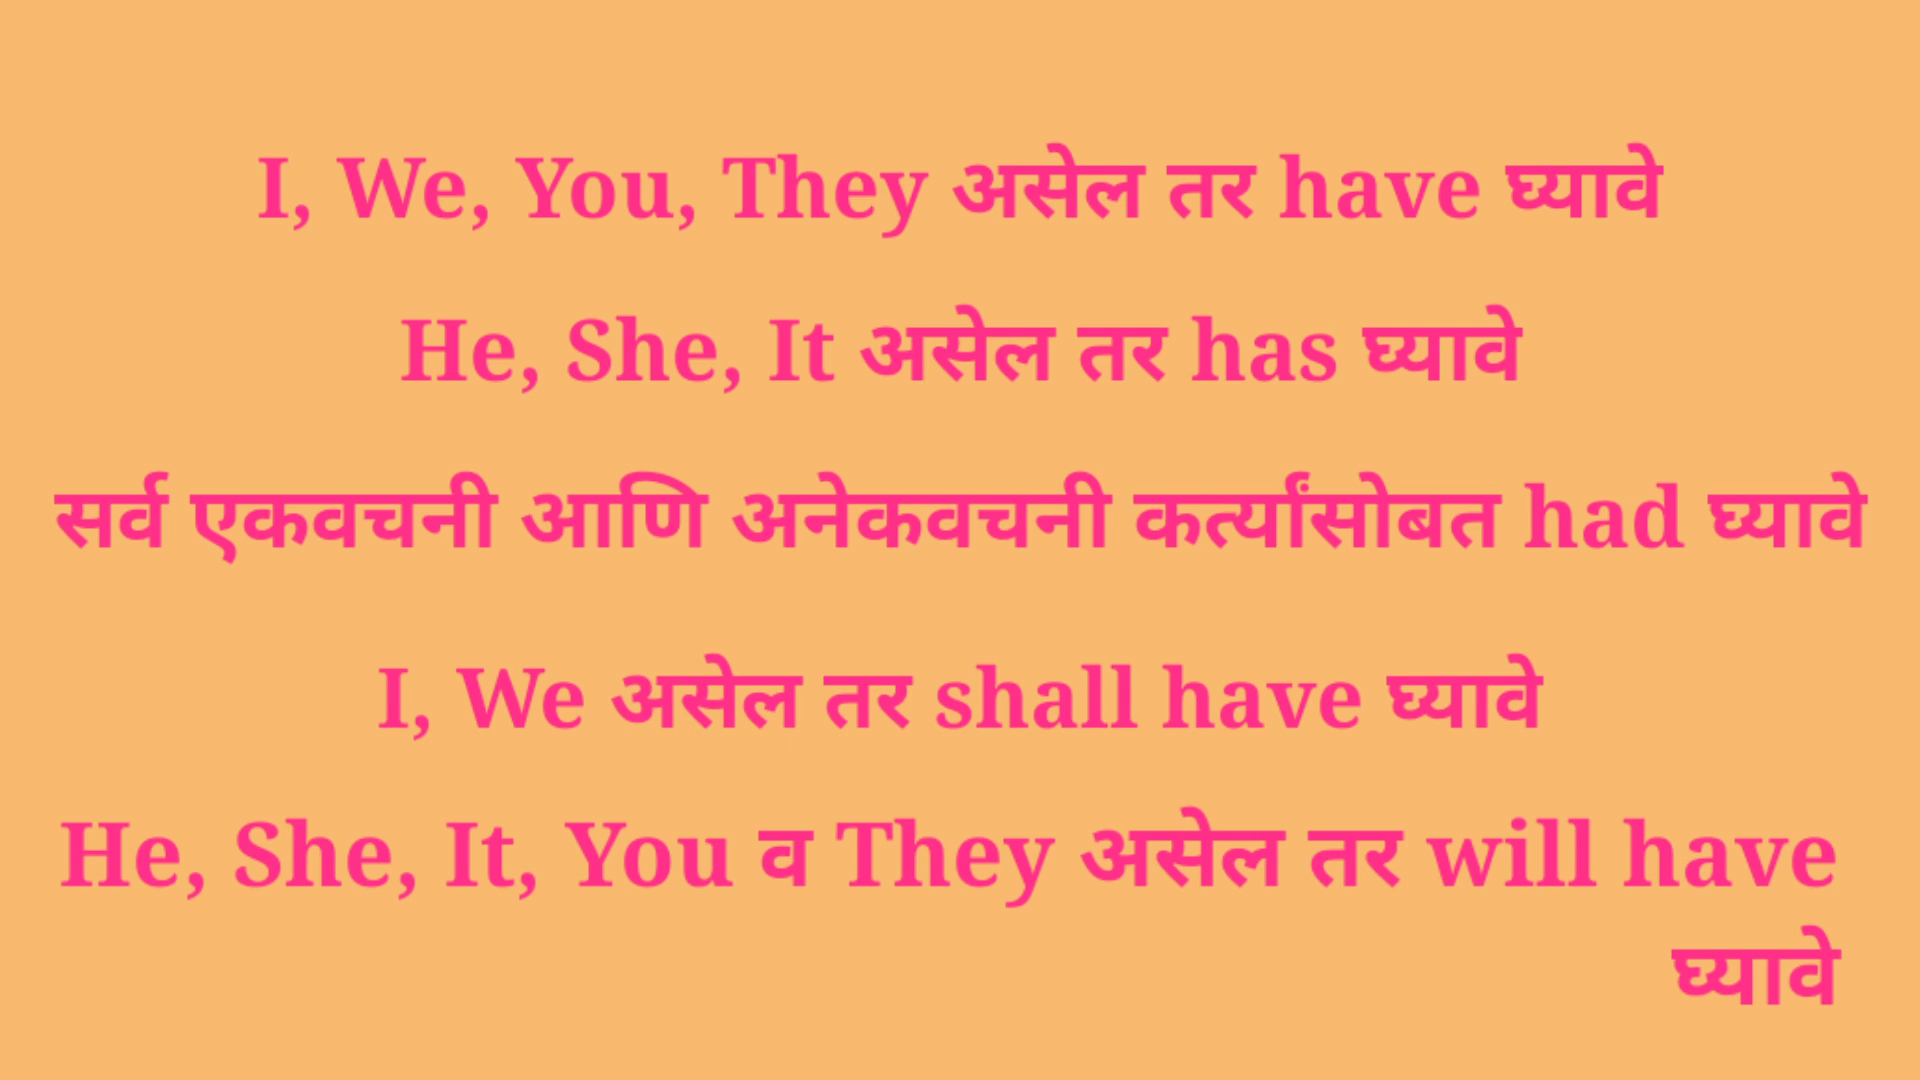 I, We, You, They असेल तर have घ्यावे
He, She, It असेल तर has घ्यावे
सर्व एकवचनी आणि अनेकवचनी कर्त्यांसोबत had घ्यावे
I, We असेल तर shall have घ्यावे
He, She, It, You व They असेल तर will have
घ्यावे